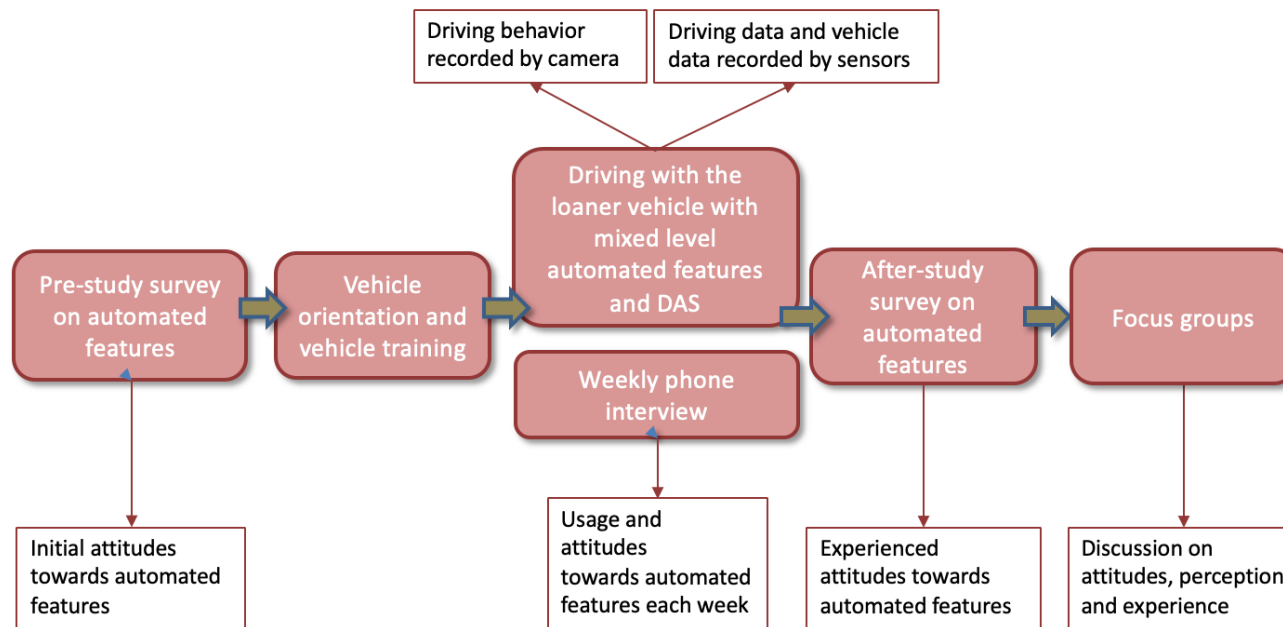 Driving behavior
recorded by camera
Driving data and vehicle
data recorded by sensors
Pre-study survey
on automated
features
Vehicle
orientation and
vehicle training
Driving with the
loaner vehicle with
mixed level
automated features
and DAS
Weekly phone
interview
After-study
survey on
automated
features
Focus groups
Initial attitudes
towards automated
features
Usage and
attitudes
towards automated
features each week
Experienced
attitudes towards
automated features
Discussion on
attitudes, perception
and experience